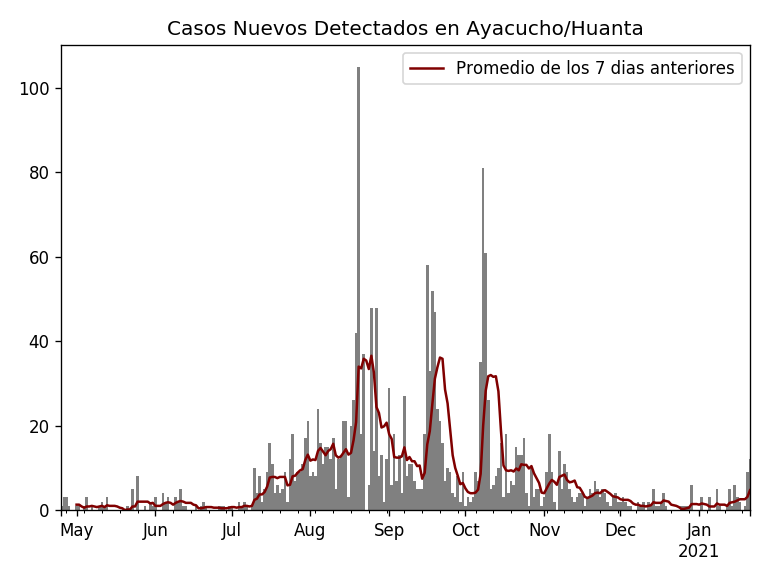 Casos Nuevos Detectados en Ayacucho/Huanta
Promedio de los 7 dias anteriores
100
80
60
40
20
0
May Jun Jul Aug Sep Oct Nov Dec Jan
2021